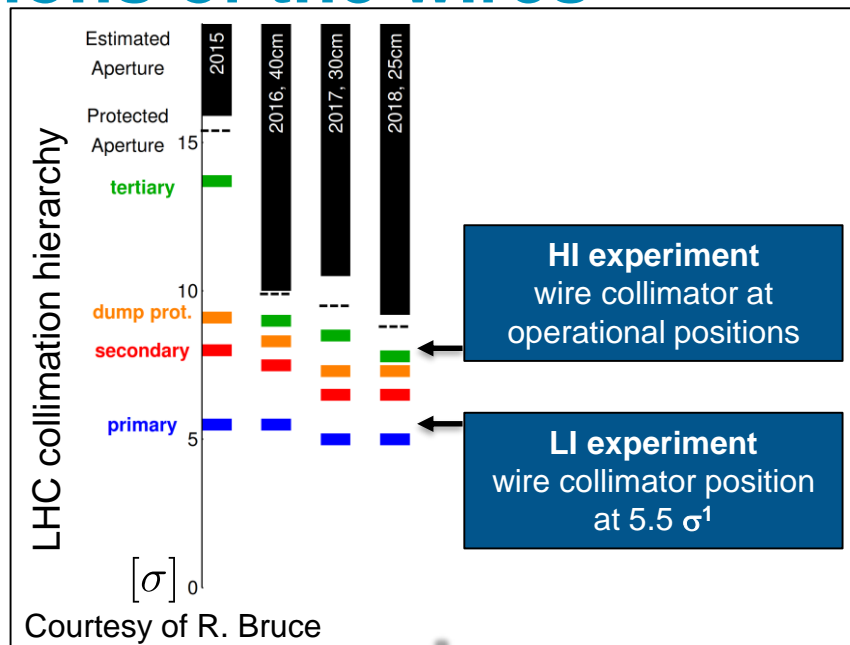 Estimated
Aperture
Protected
Aperture
15
tertiary
10
dump prot.
secondary
primary
5
[σ] 0
LHC collimation hierarchy
2015
2016, 40cm
2017, 30cm
2018, 25cm
HI experiment
wire collimator at
operational positions
LI experiment
wire collimator position
at 5.5 σ¹
Courtesy of R. Bruce